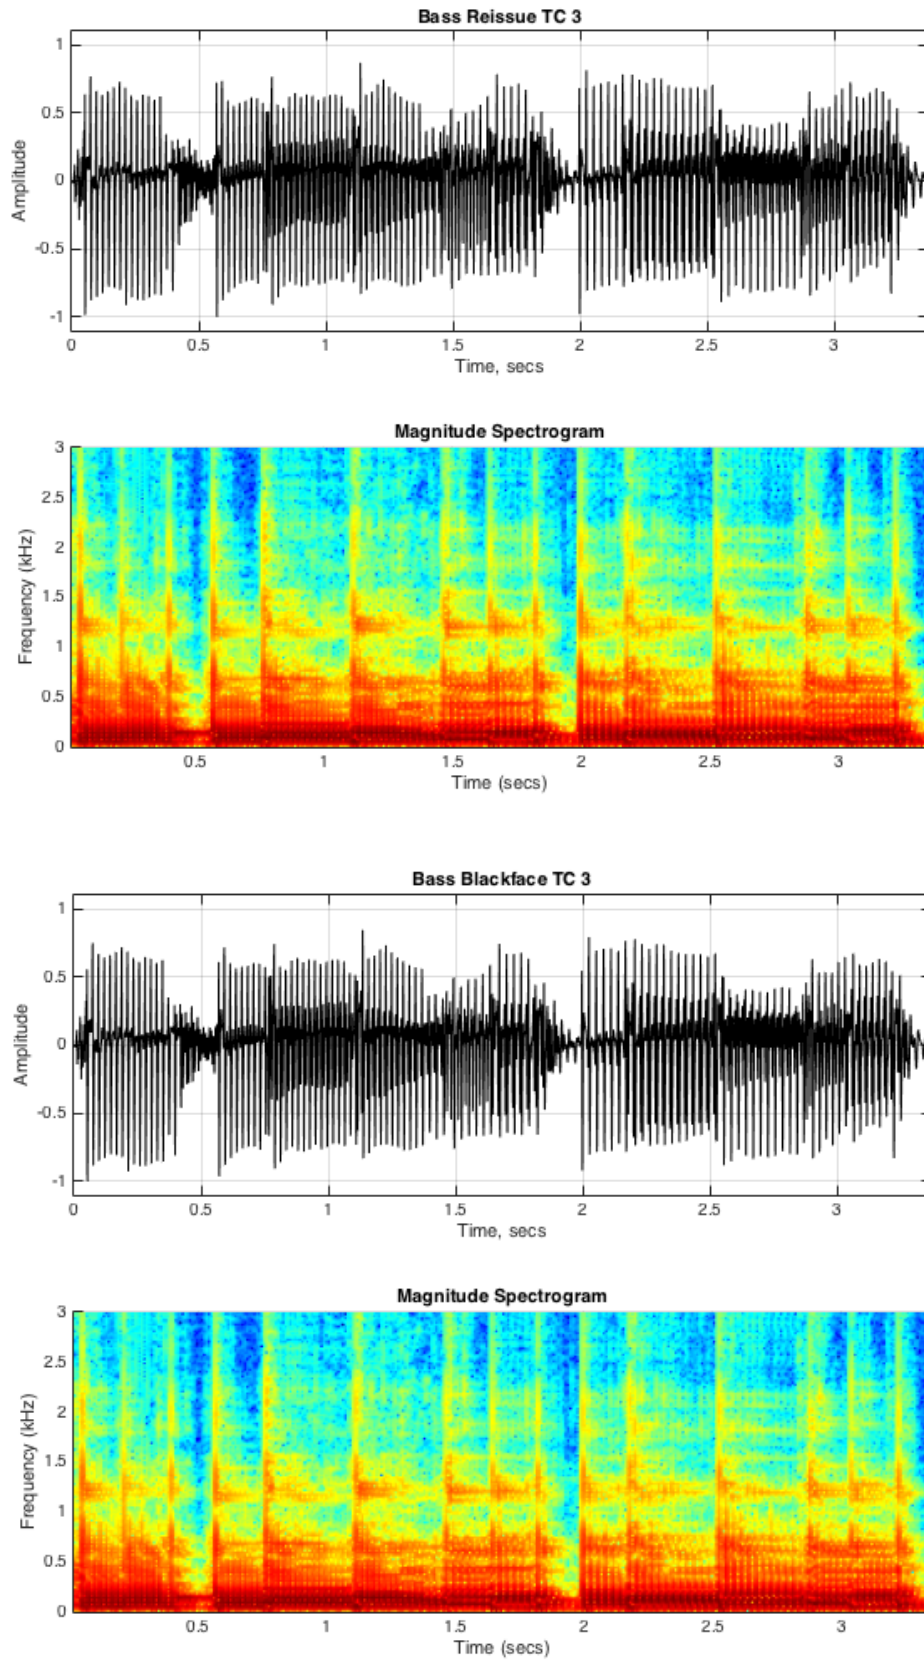 Bass Reissue TC 3
1
0.5
0
-0.5
-1
Amplitude
0 0.5 1 1.5 2 2.5 3
Time, secs
Magnitude Spectrogram
3
2.5
2
1.5
1
0.5
0
Frequency (kHz)
0.5 1 1.5 2 2.5 3
Time (secs)
Bass Blackface TC 3
1
0.5
0
-0.5
-1
Amplitude
0 0.5 1 1.5 2 2.5 3
Time, secs
Magnitude Spectrogram
3
2.5
2
1.5
1
0.5
0
Frequency (kHz)
0.5 1 1.5 2 2.5 3
Time (secs)